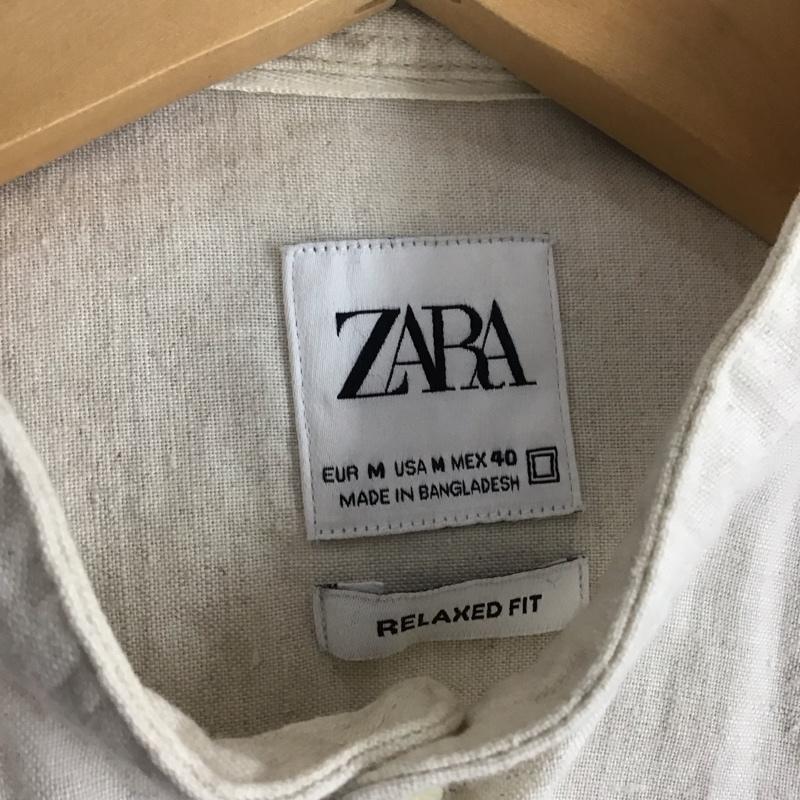 ZARA
EUR M USA M MEX 40
MADE IN BANGLADESH
RELAXED FIT